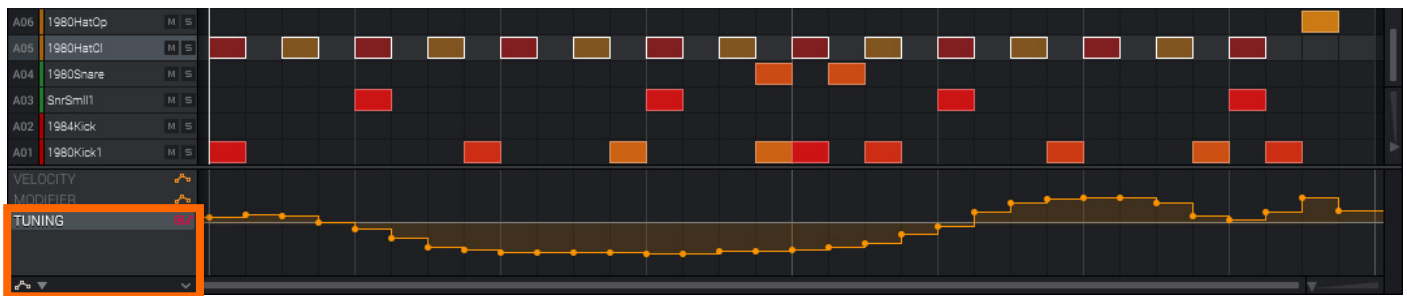 A06 1980HatOp M S
A05 1980HatCl M S
A04 1980Snare M S
A03 SnrSmll1 M S
A02 1984Kick M S
A01 1980Kick1 M S
VELOCITY
MODIFIER
TUNING